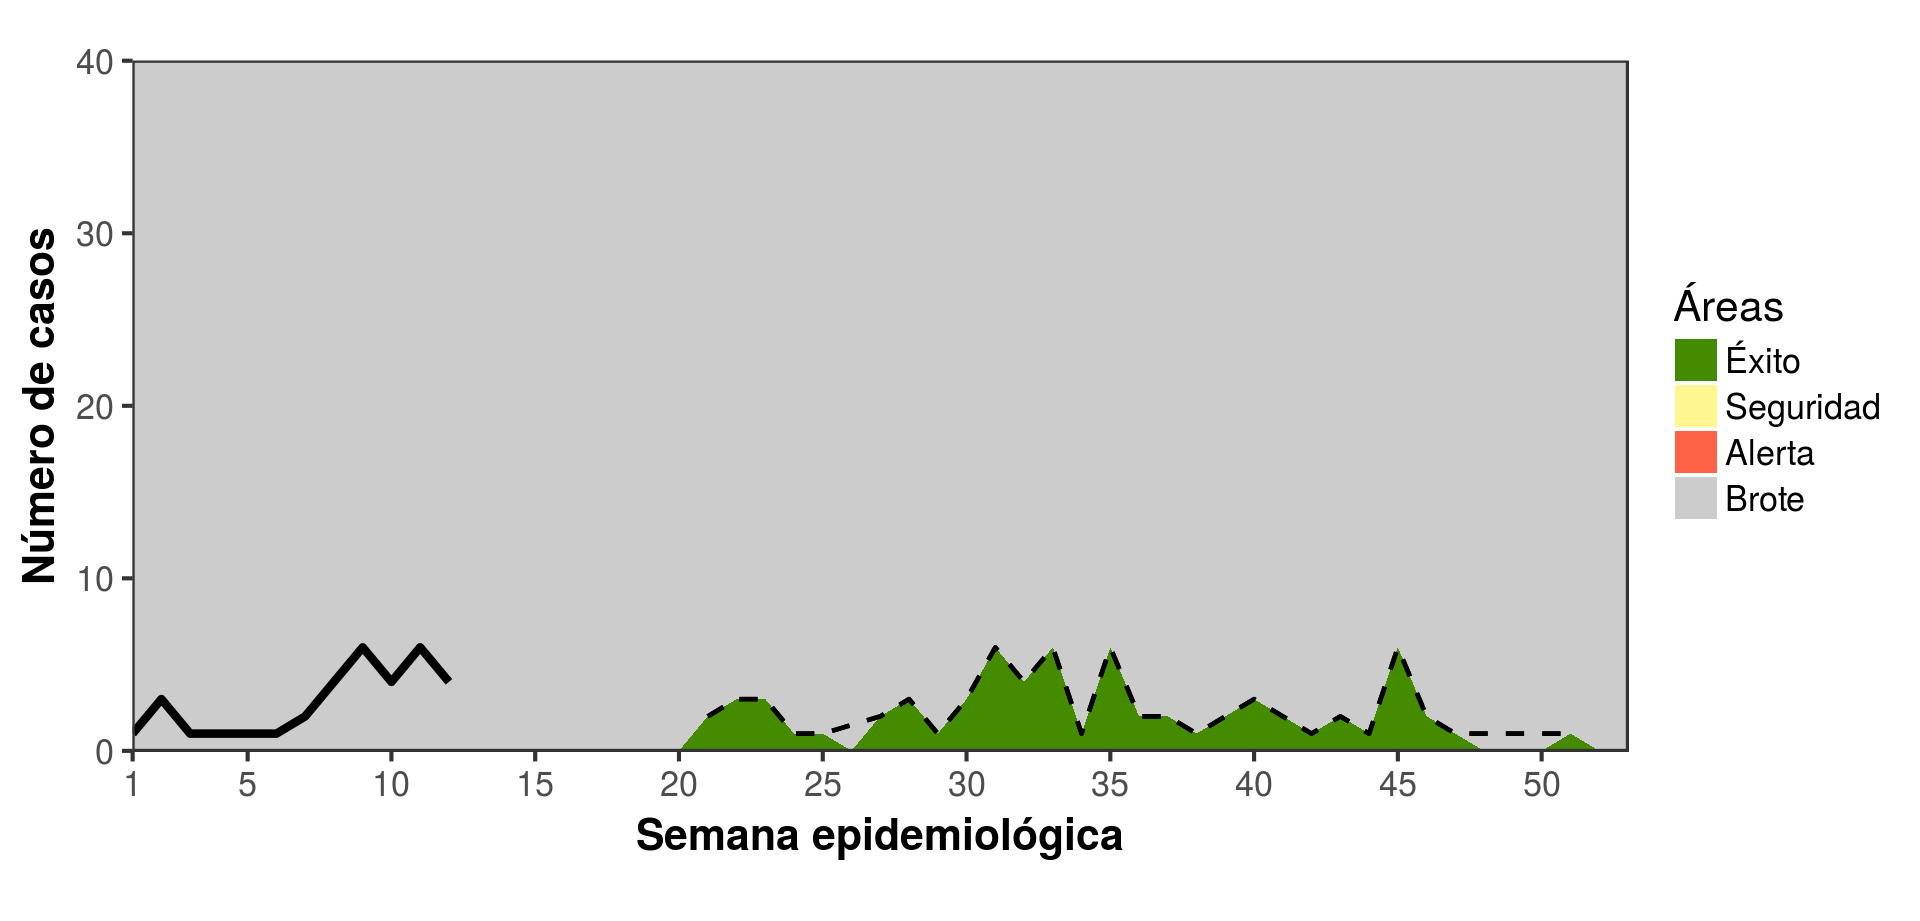 40
30
20
10
0
Número de casos
1 5 10 15 20 25 30 35 40 45 50
Semana epidemiológica
Áreas
Éxito
Seguridad
Alerta
Brote